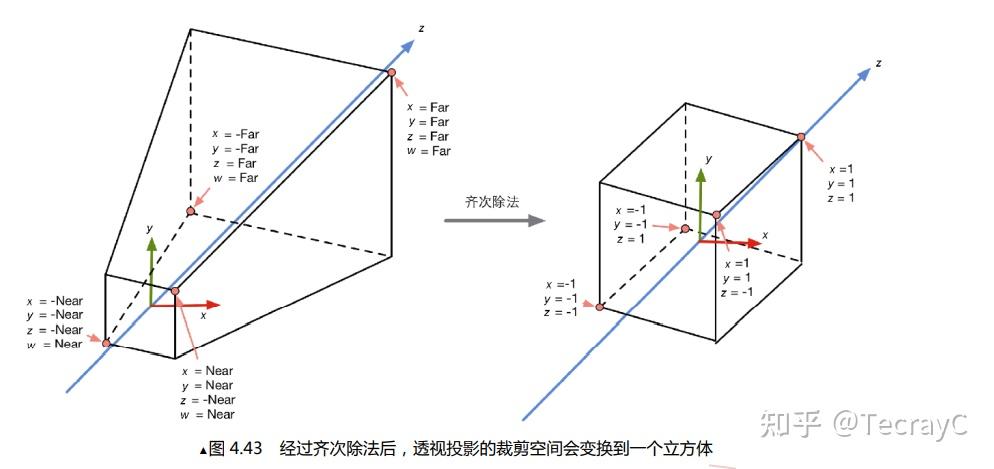 z
x = Far
y = Far
z = Far
w = Far
x = -Far
y = -Far
z = Far
w = Far
y
x
x = -Near
y = -Near
z = -Near
w = Near
x = Near
y = Near
z = -Near
w = Near
齐次除法
z
x=1
y = 1
z = 1
y
x =-1
y = -1
z = 1
x
x =1
y = 1
z = -1
x =-1
y = -1
z = -1
▲图 4.43 经过齐次除法后，透视投影的裁剪空间会变换到一个立方体
知乎 @TecrayC